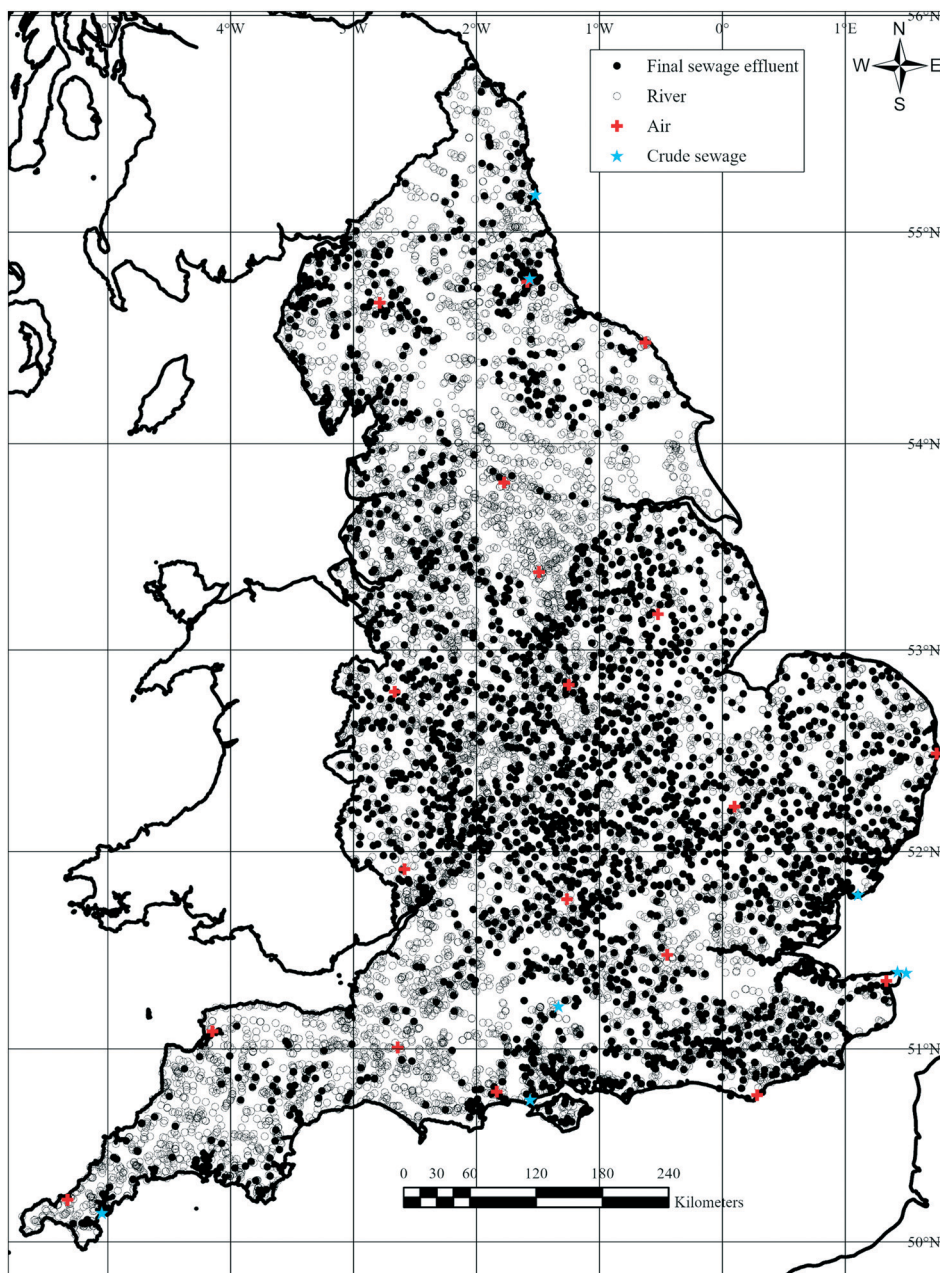 5°W 4°W 3°W 2°W 1°W 0° 1°E 56°N
N
W E
S
Final sewage effluent
River
Air
Crude sewage
55°N
54°N
53°N
52°N
51°N
0 30 60 120 180 240
Kilometers
50°N